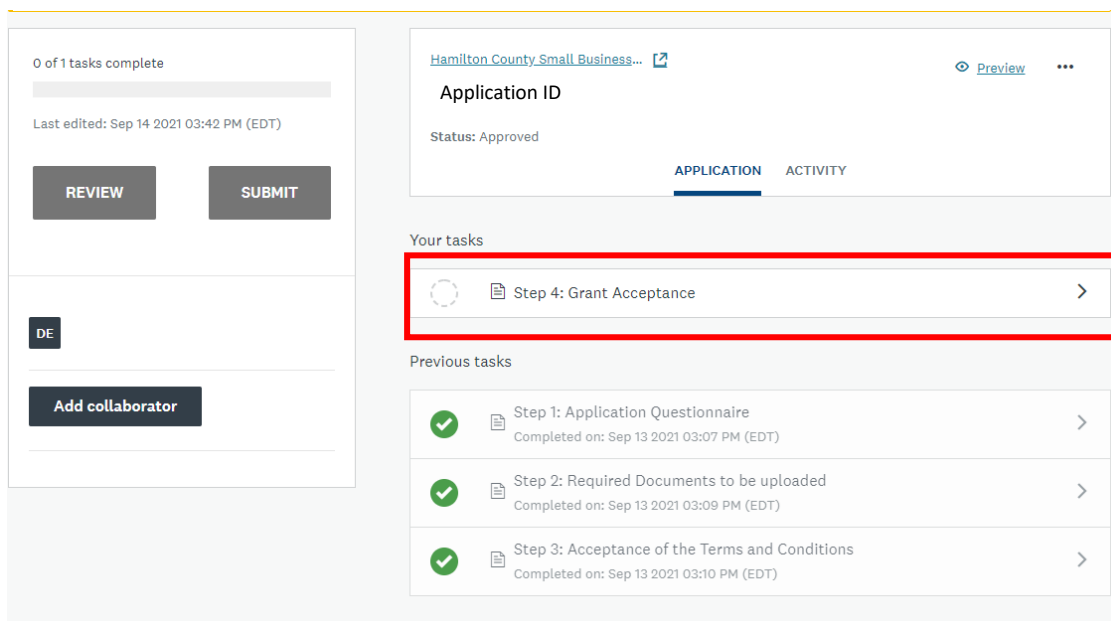 0 of 1 tasks complete
Last edited: Sep 14 2021 03:42 PM (EDT)
REVIEW
SUBMIT
DE
Add collaborator
Hamilton County Small Business...
Preview
...
Application ID
Status: Approved
APPLICATION
ACTIVITY
Your tasks
Step 4: Grant Acceptance
Previous tasks
Step 1: Application Questionnaire
Completed on: Sep 13 2021 03:07 PM (EDT)
Step 2: Required Documents to be uploaded
Completed on: Sep 13 2021 03:09 PM (EDT)
Step 3: Acceptance of the Terms and Conditions
Completed on: Sep 13 2021 03:10 PM (EDT)